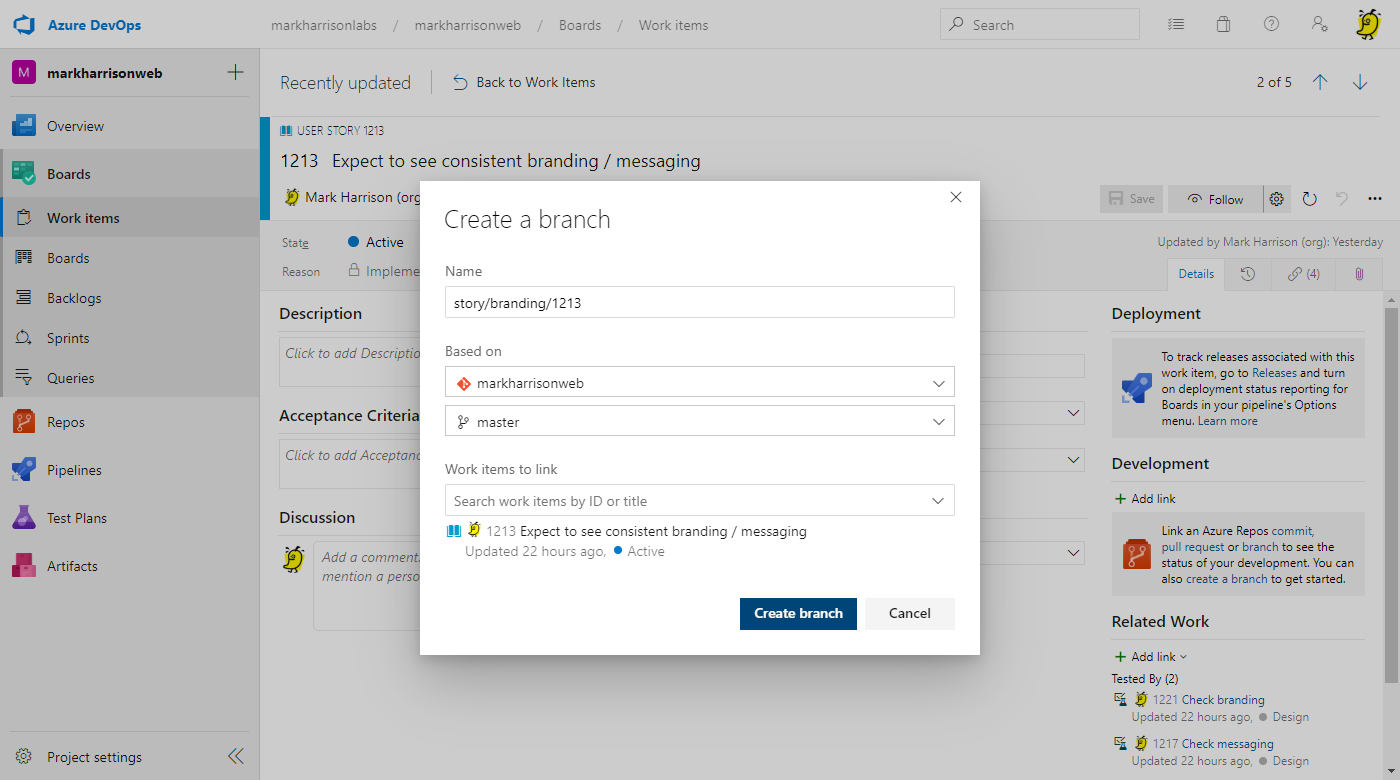 Azure DevOps
markharrisonlabs / markharrisonweb / Boards / Work items
Search
M markharrisonweb
Overview
Boards
Work items
Boards
Backlogs
Sprints
Queries
Repos
Pipelines
Test Plans
Artifacts
Project settings
Recently updated
Back to Work Items
2 of 5
USER STORY 1213
1213 Expect to see consistent branding / messaging
Mark Harrison (org
Save
Follow
State
Active
Reason
Impleme
Updated by Mark Harrison (org): Yesterday
Details
(4)
Description
Click to add Descriptio
Acceptance Criteria
Click to add Acceptanc
Discussion
Add a comment.
mention a perso
Create a branch
Name
story/branding/1213
Based on
markharrisonweb
master
Work items to link
Search work items by ID or title
1213 Expect to see consistent branding / messaging
Updated 22 hours ago, Active
Create branch
Cancel
Deployment
To track releases associated with this
work item, go to Releases and turn
on deployment status reporting for
Boards in your pipeline's Options
menu. Learn more
Development
Add link
Link an Azure Repos commit,
pull request or branch to see the
status of your development. You can
also create a branch to get started.
Related Work
Add link
Tested By (2)
1221 Check branding
Updated 22 hours ago, Design
1217 Check messaging
Updated 22 hours ago, Design